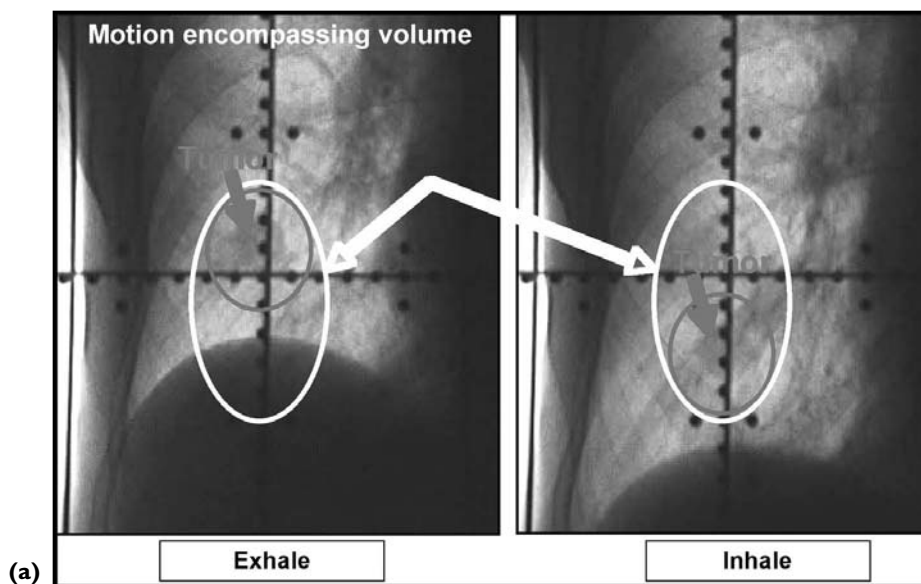 Motion encompassing volume
Tumor
Tumor
(a)
Exhale
Inhale